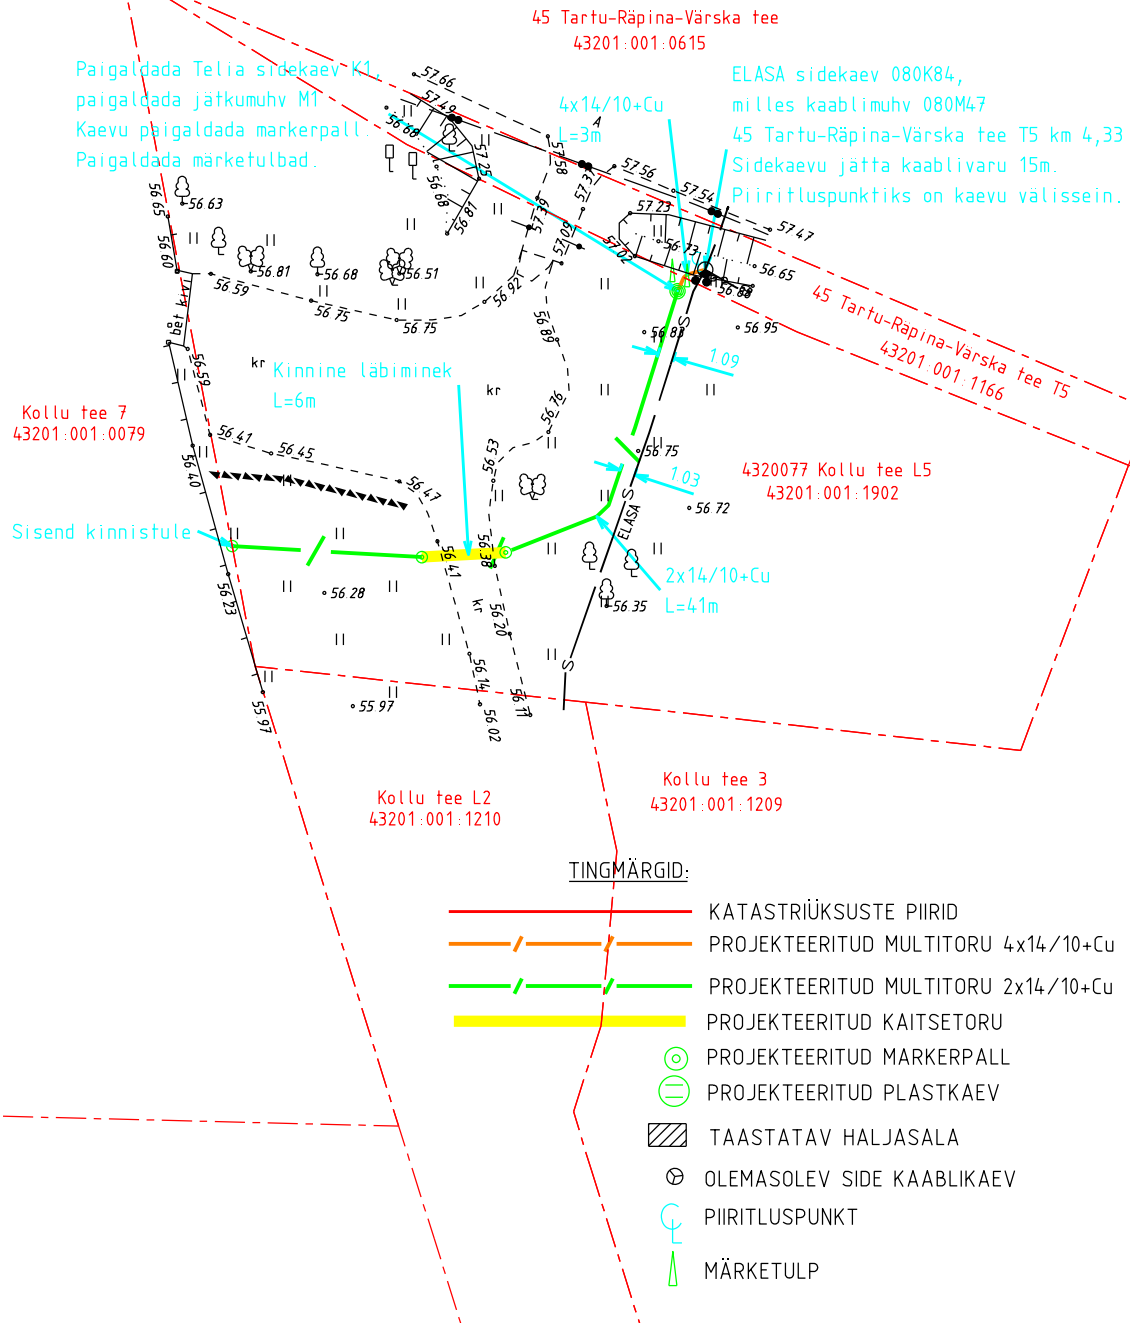 45 Tartu-Räpina-Värska tee
43201:001:0615
Paigaldada Telia sidekaev K1,
paigaldada jätkumuhv M1
Kaevu paigaldada markerpall.
Paigaldada märketulbad.
4x14/10+Cu
L=3m
A
ELASA sidekaev 080K84,
milles kaablimuhv 080M47
45 Tartu-Räpina-Värska tee T5 km 4,33
Sidekaevu jätta kaablivaru 15m.
Piiritluspunktiks on kaevu välissein.
57.66
57.49
56.68
57.25
56.68
56.81
57.58
57.37
57.39
57.09
57.56
57.54
57.47
57.23
57.02
56.73
56.65
56.88
56.95
56.83
56.65
56.63
56.60
56.81
56.68
56.51
56.59
56.75
56.75
56.92
56.89
bet kivi
56.59
kr
kr
Kinnine läbiminek
L=6m
1.09
45 Tartu-Räpina-Värska tee T5
43201:001:1166
Kollu tee 7
43201:001:0079
56.41
56.45
56.47
56.53
56.76
56.75
56.40
1.03
4320077 Kollu tee L5
43201:001:1902
56.72
S
S
ELASA
Sisend kinnistule
56.41
56.38
56.28
56.23
kr
56.20
56.35
2x14/10+Cu
L=41m
56.14
56.11
56.02
S
55.97
55.97
Kollu tee L2
43201:001:1210
Kollu tee 3
43201:001:1209
TINGMÄRGID:
KATASTRIÜKSUSTE PIIRID
PROJEKTEERITUD MULTITORU 4x14/10+Cu
PROJEKTEERITUD MULTITORU 2x14/10+Cu
PROJEKTEERITUD KAITSETORU
PROJEKTEERITUD MARKERPALL
PROJEKTEERITUD PLASTKAEV
TAASTATAV HALJASALA
OLEMASOLEV SIDE KAABLIKAEV
PIIRITLUSPUNKT
MÄRKETULP